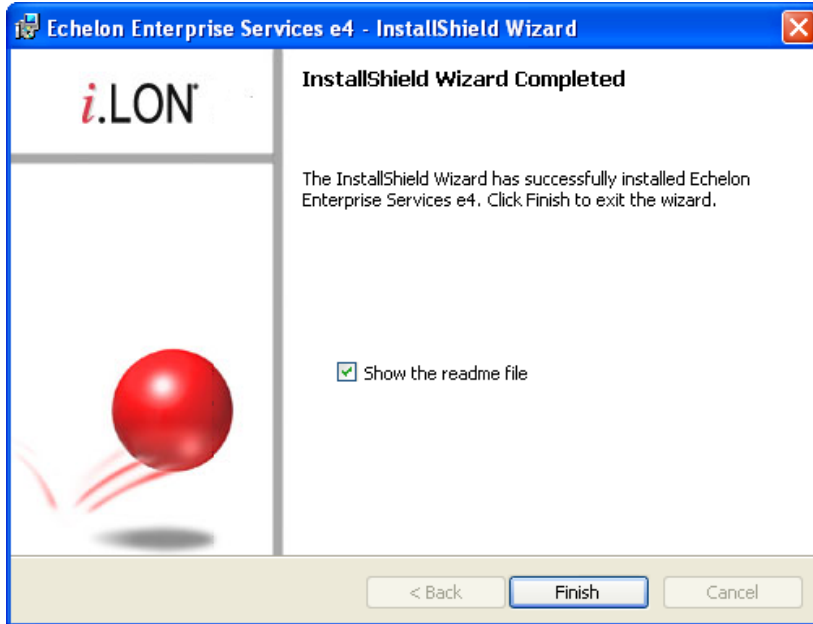 Echelon Enterprise Services e4 - InstallShield Wizard
i.LON
InstallShield Wizard Completed
The InstallShield Wizard has successfully installed Echelon
Enterprise Services e4. Click Finish to exit the wizard.
Show the readme file
< Back Finish Cancel